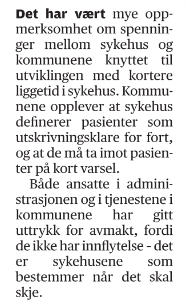 Det har vært mye opp-
merksomhet om spennin-
ger mellom sykehus og
kommunene knyttet til
utviklingen med kortere
liggetid i sykehus. Kommu-
nene opplever at sykehus
definerer pasienter som
utskrivningsklare for fort,
og at de må ta imot pasien-
ter på kort varsel.
Både ansatte i admini-
strasjonen og i tjenestene i
kommunene har gitt
uttrykk for avmakt, fordi
de ikke har innflytelse – det
er sykehusene som
bestemmer når det skal
skje.